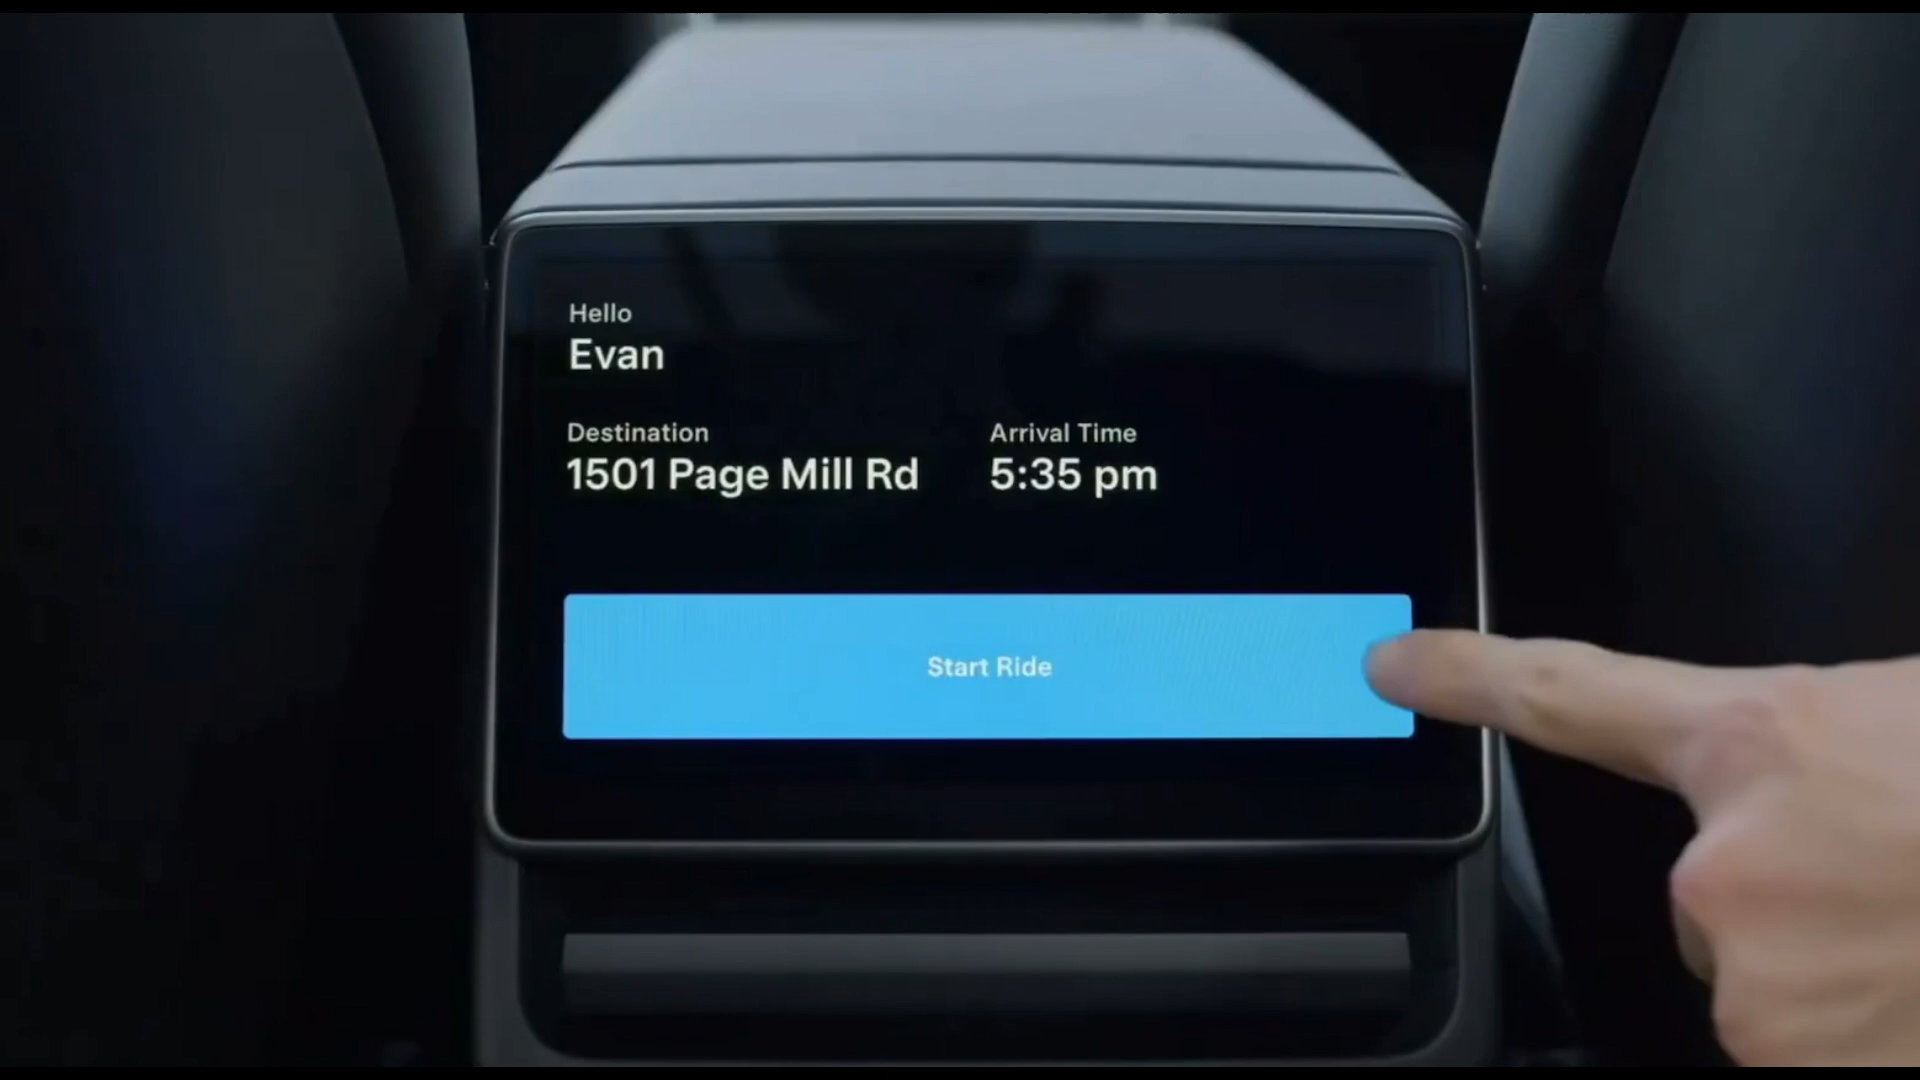 Hello
Evan
Destination
Arrival Time
1501 Page Mill Rd
5:35 pm
Start Ride